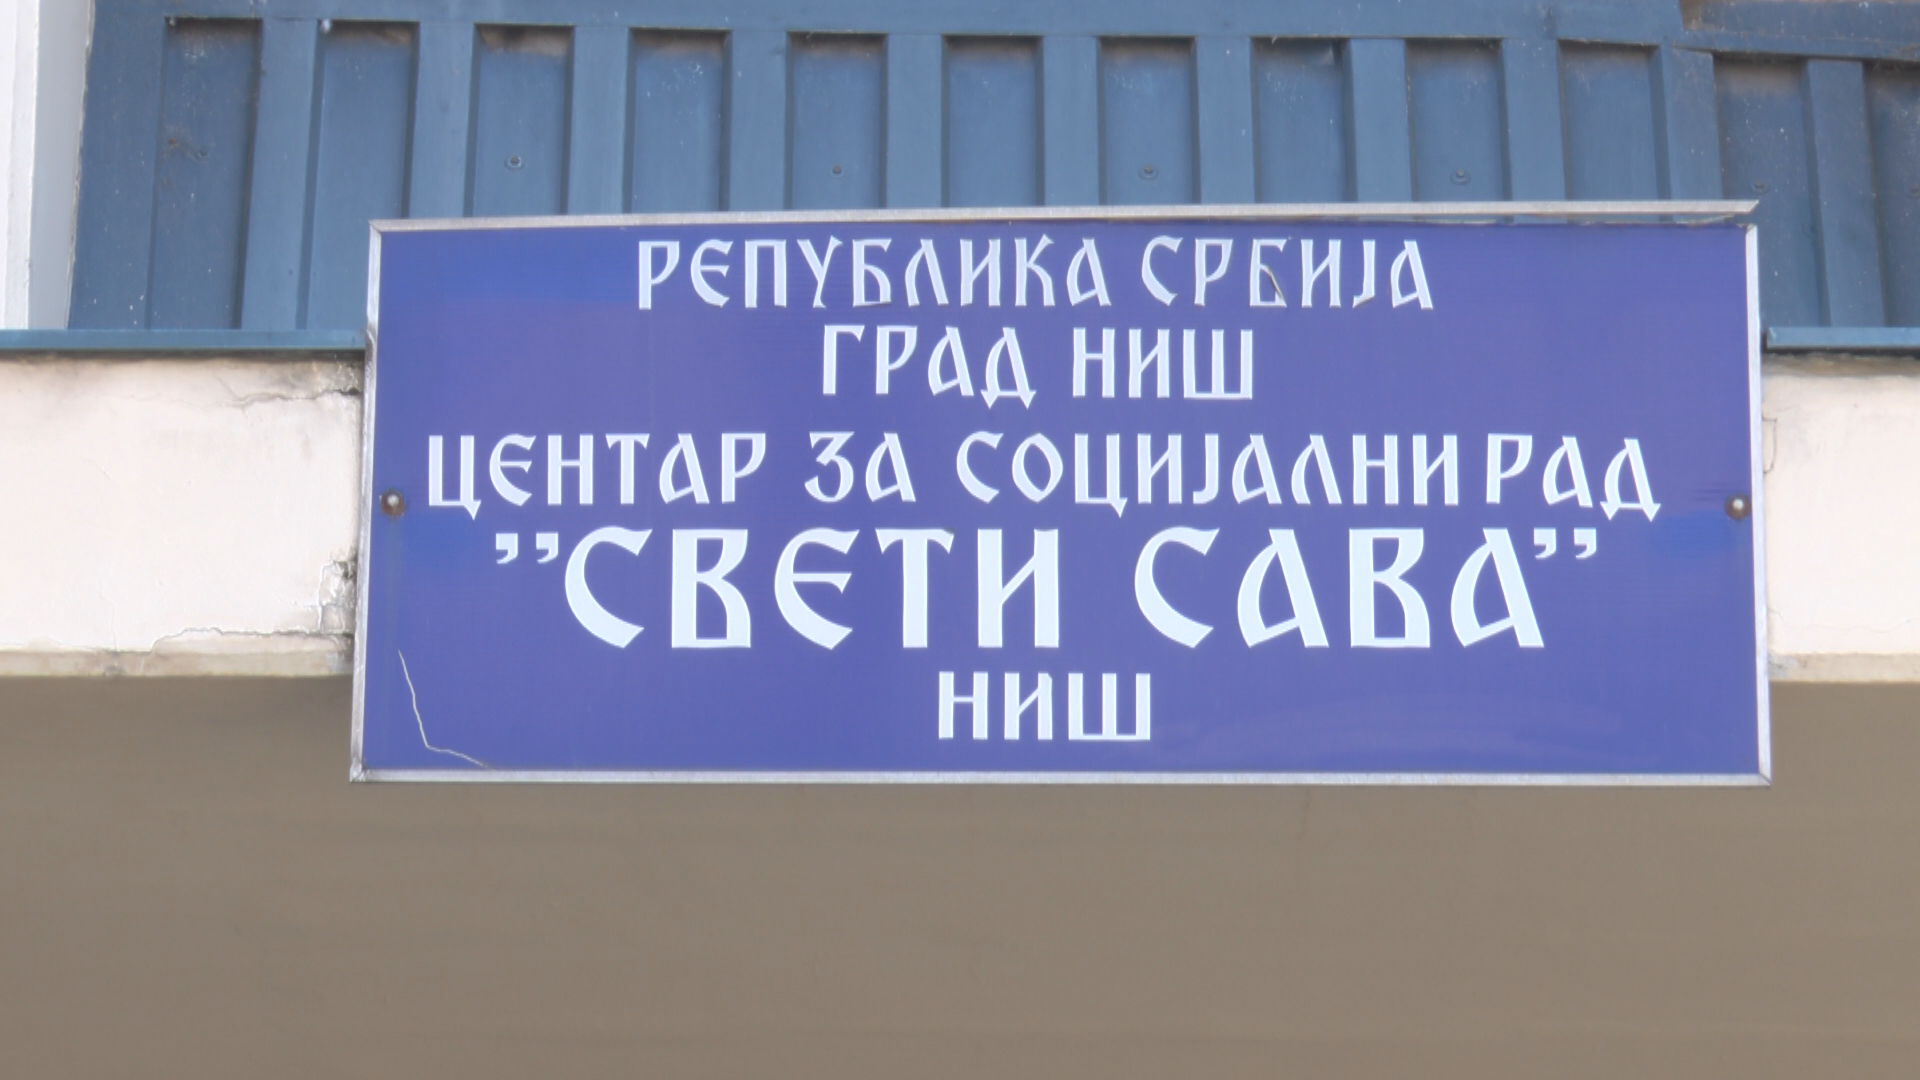 РЕПУБЛИКА СРБИЈА
ГРАД НИШ
ЦЕНТАР ЗА СОЦИЈАЛНИ РАД
"СВЕТИ САВА"
НИШ